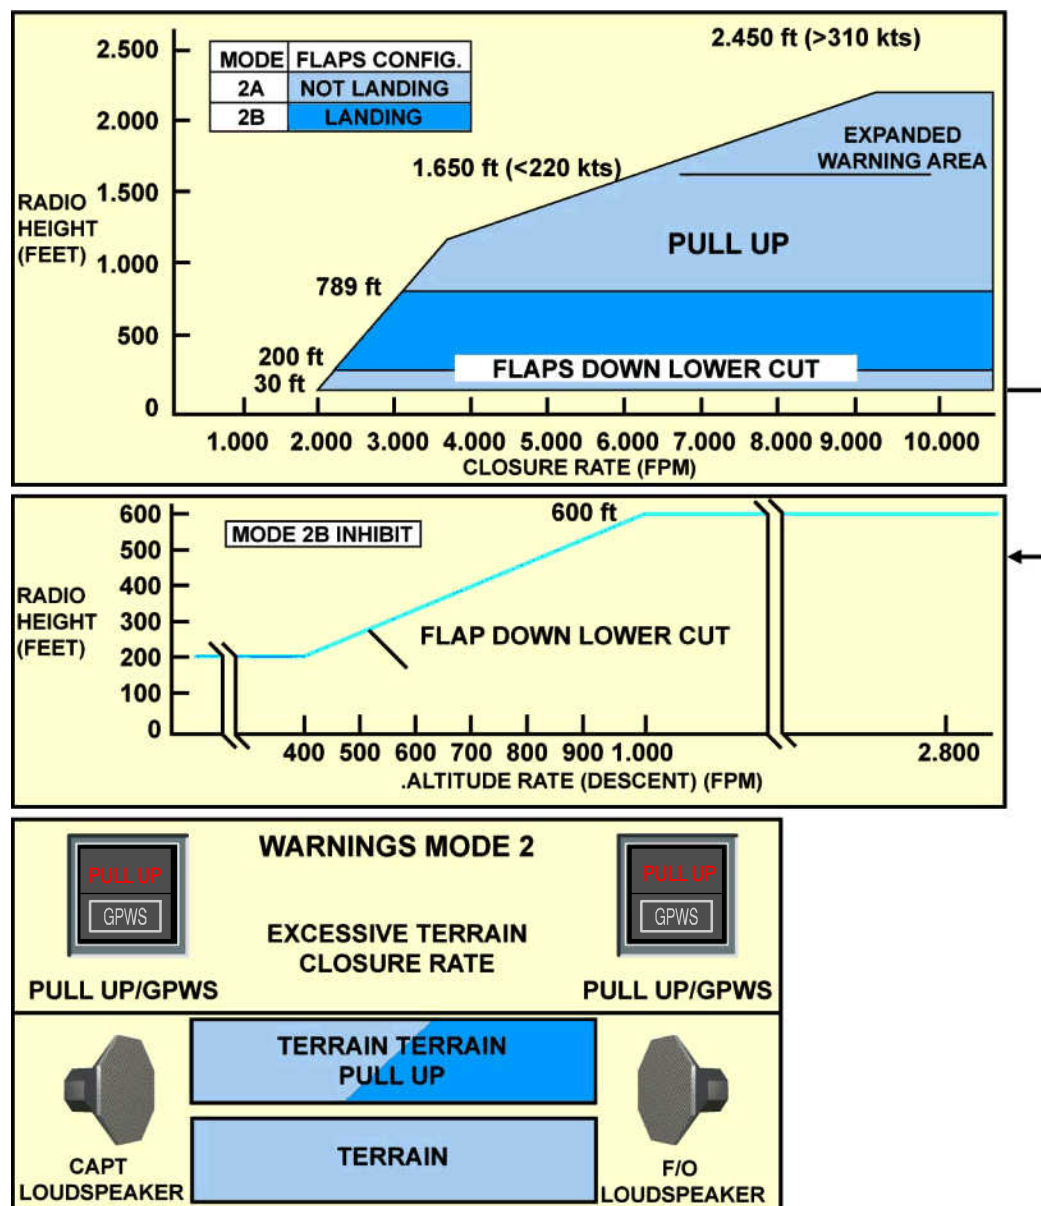 2.450 ft (>310 kts)
2.500
MODE FLAPS CONFIG.
2A NOT LANDING
2B LANDING
2.000
EXPANDED
WARNING AREA
1.650 ft (<220 kts)
1.500
RADIO
HEIGHT
(FEET)
PULL UP
1.000
789 ft
500
200 ft
FLAPS DOWN LOWER CUT
30 ft
0
1.000 2.000 3.000 4.000 5.000 6.000 7.000 8.000 9.000 10.000
CLOSURE RATE (FPM)
600
600 ft
MODE 2B INHIBIT
500
RADIO
HEIGHT
(FEET)
400
300
FLAP DOWN LOWER CUT
200
100
0
400 500 600 700 800 900 1.000 2.800
.ALTITUDE RATE (DESCENT) (FPM)
WARNINGS MODE 2
PULL UP
GPWS
PULL UP
GPWS
EXCESSIVE TERRAIN
CLOSURE RATE
PULL UP/GPWS
PULL UP/GPWS
TERRAIN TERRAIN
PULL UP
TERRAIN
CAPT
LOUDSPEAKER
F/O
LOUDSPEAKER